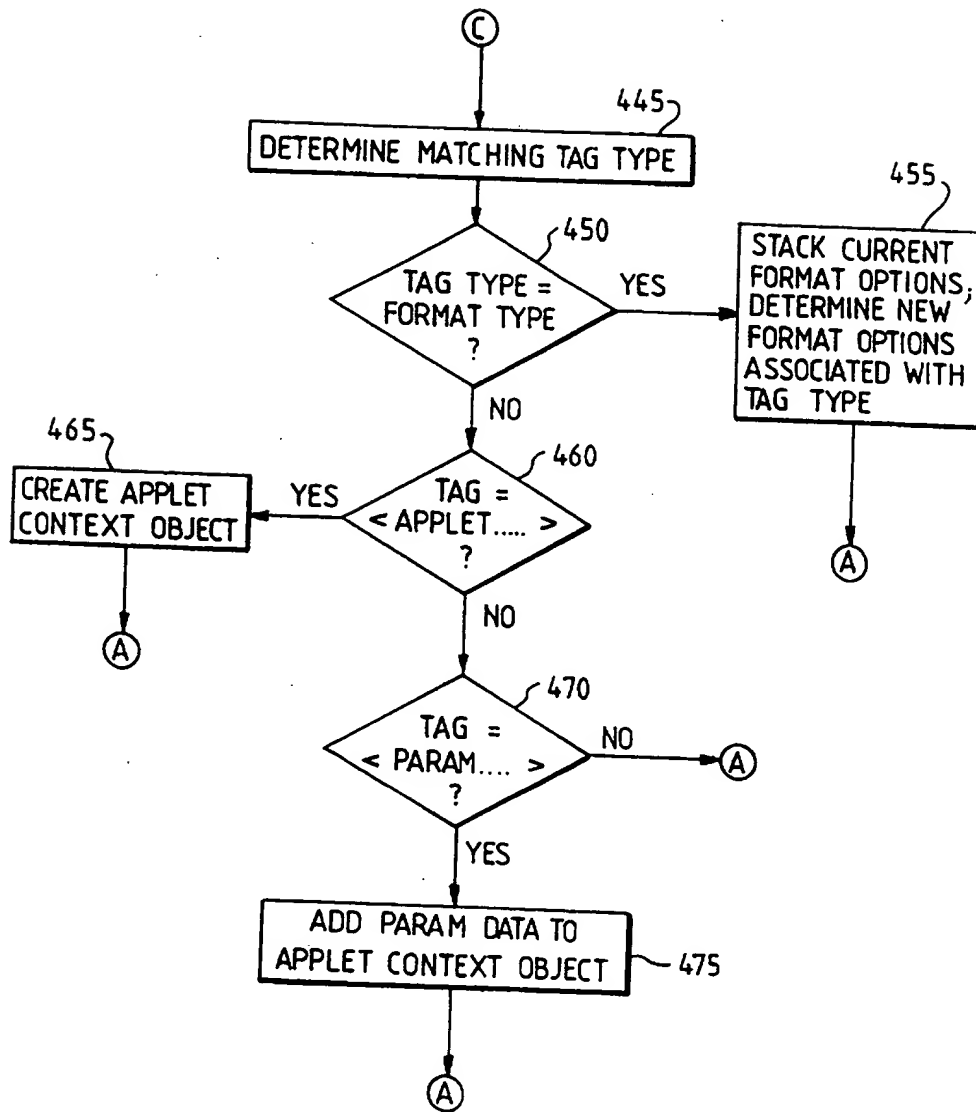 C
445
DETERMINE MATCHING TAG TYPE
450
TAG TYPE =
FORMAT TYPE
?
YES
455
STACK CURRENT
FORMAT OPTIONS;
DETERMINE NEW
FORMAT OPTIONS
ASSOCIATED WITH
TAG TYPE
A
NO
460
TAG =
< APPLET..... >
?
YES
465
CREATE APPLET
CONTEXT OBJECT
A
NO
470
TAG =
< PARAM.... >
?
NO
A
YES
ADD PARAM DATA TO
APPLET CONTEXT OBJECT
475
A